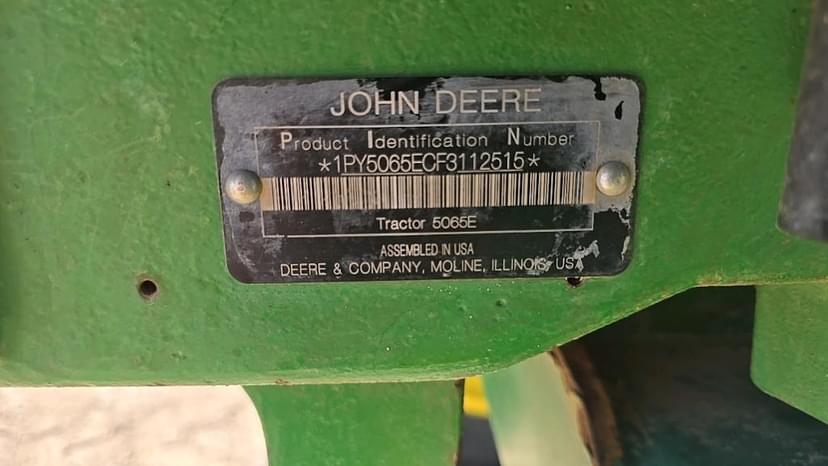 JOHN DEERE
Product Identification Number
*1PY5065ECF3112515*
Tractor 5065E
ASSEMBLED IN USA
DEERE & COMPANY, MOLINE, ILLINOIS, USA